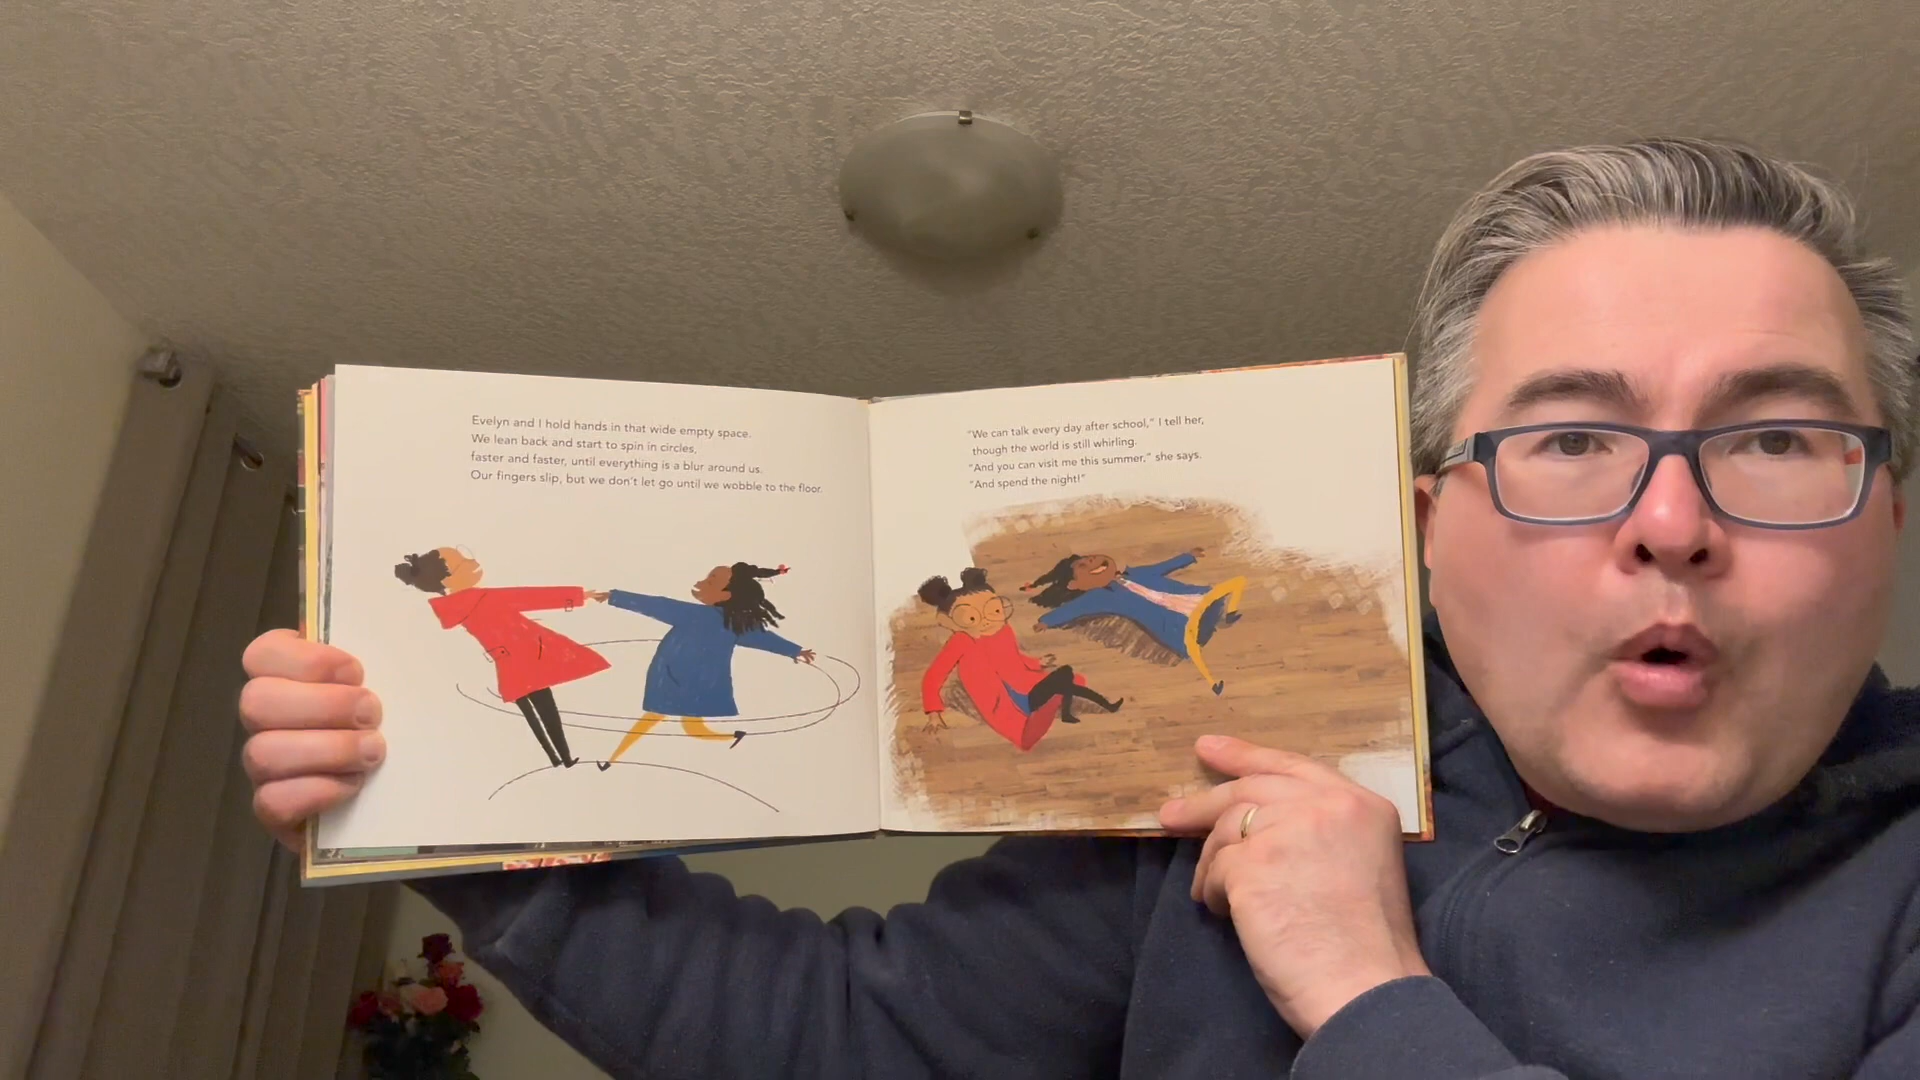 Evelyn and I hold hands in that wide empty space.
We lean back and start to spin in circles,
faster and faster, until everything is a blur around us.
Our fingers slip, but we don't let go until we wobble to the floor.
"We can talk every day after school," I tell her,
though the world is still whirling.
"And you can visit me this summer," she says.
"And spend the night!"